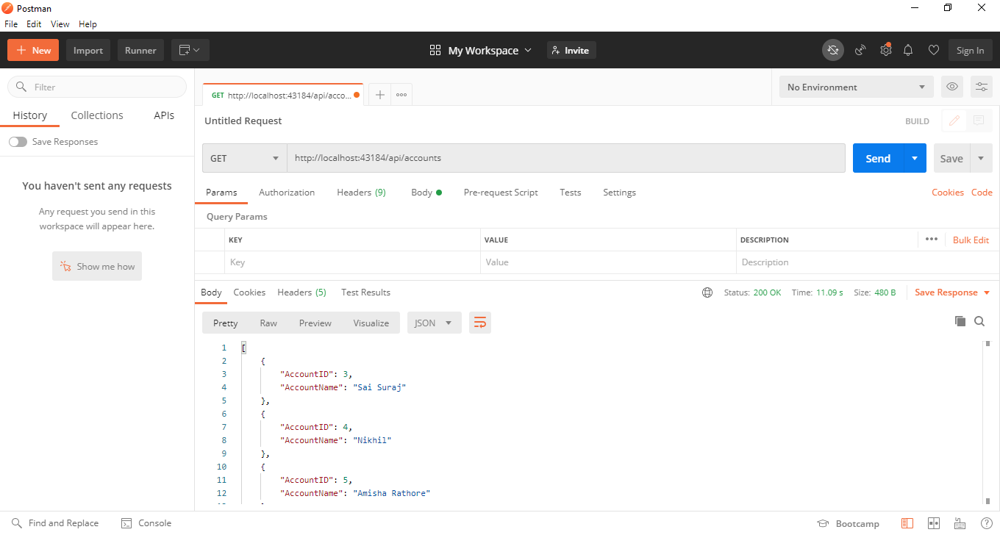 Postman
File Edit View Help
New Import Runner My Workspace Invite Sign In
Filter
GET http://localhost:43184/api/acco...
No Environment
History Collections APIs
Untitled Request
BUILD
Save Responses
GET http://localhost:43184/api/accounts Send Save
You haven't sent any requests
Any request you send in this
workspace will appear here.
Show me how
Params Authorization Headers (9) Body Pre-request Script Tests Settings Cookies Code
Query Params
KEY VALUE DESCRIPTION ••• Bulk Edit
Key Value Description
Body Cookies Headers (5) Test Results Status: 200 OK Time: 11.09 s Size: 480 B Save Response
Pretty Raw Preview Visualize JSON
1 [
2 {
3 "AccountID": 3,
4 "AccountName": "Sai Suraj"
5 },
6 {
7 "AccountID": 4,
8 "AccountName": "Nikhil"
9 },
10 {
11 "AccountID": 5,
12 "AccountName": "Amisha Rathore"
Find and Replace Console Bootcamp